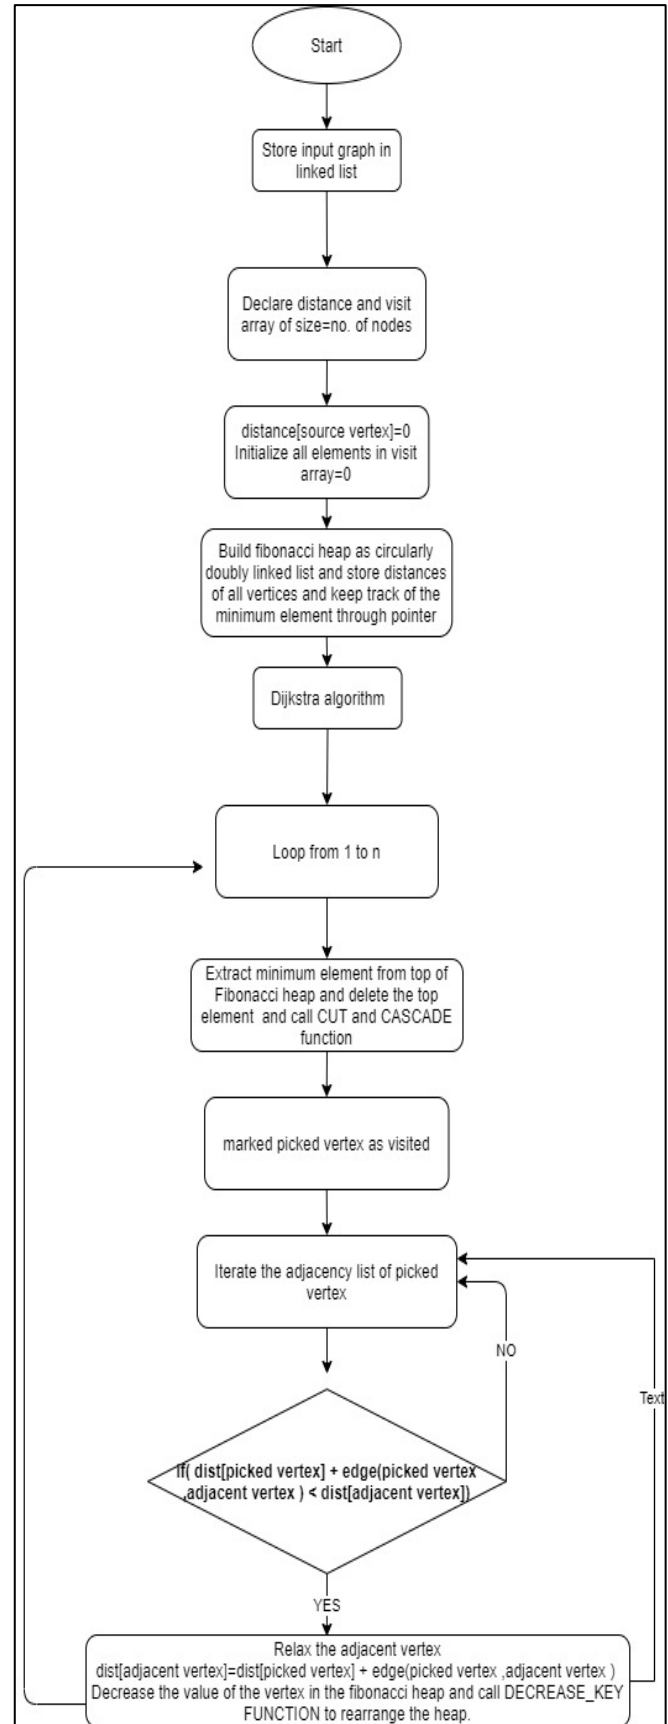 Start
Store input graph in
linked list
Declare distance and visit
array of size=no. of nodes
distance[source vertex]=0
Initialize all elements in visit
array=0
Build fibonacci heap as circularly
doubly linked list and store distances
of all vertices and keep track of the
minimum element through pointer
Dijkstra algorithm
Loop from 1 to n
Extract minimum element from top of
Fibonacci heap and delete the top
element and call CUT and CASCADE
function
marked picked vertex as visited
Iterate the adjacency list of picked
vertex
NO
Text
If( dist[picked vertex] + edge(picked vertex
,adjacent vertex ) < dist[adjacent vertex])
YES
Relax the adjacent vertex
dist[adjacent vertex]=dist[picked vertex] + edge(picked vertex ,adjacent vertex )
Decrease the value of the vertex in the fibonacci heap and call DECREASE_KEY
FUNCTION to rearrange the heap.